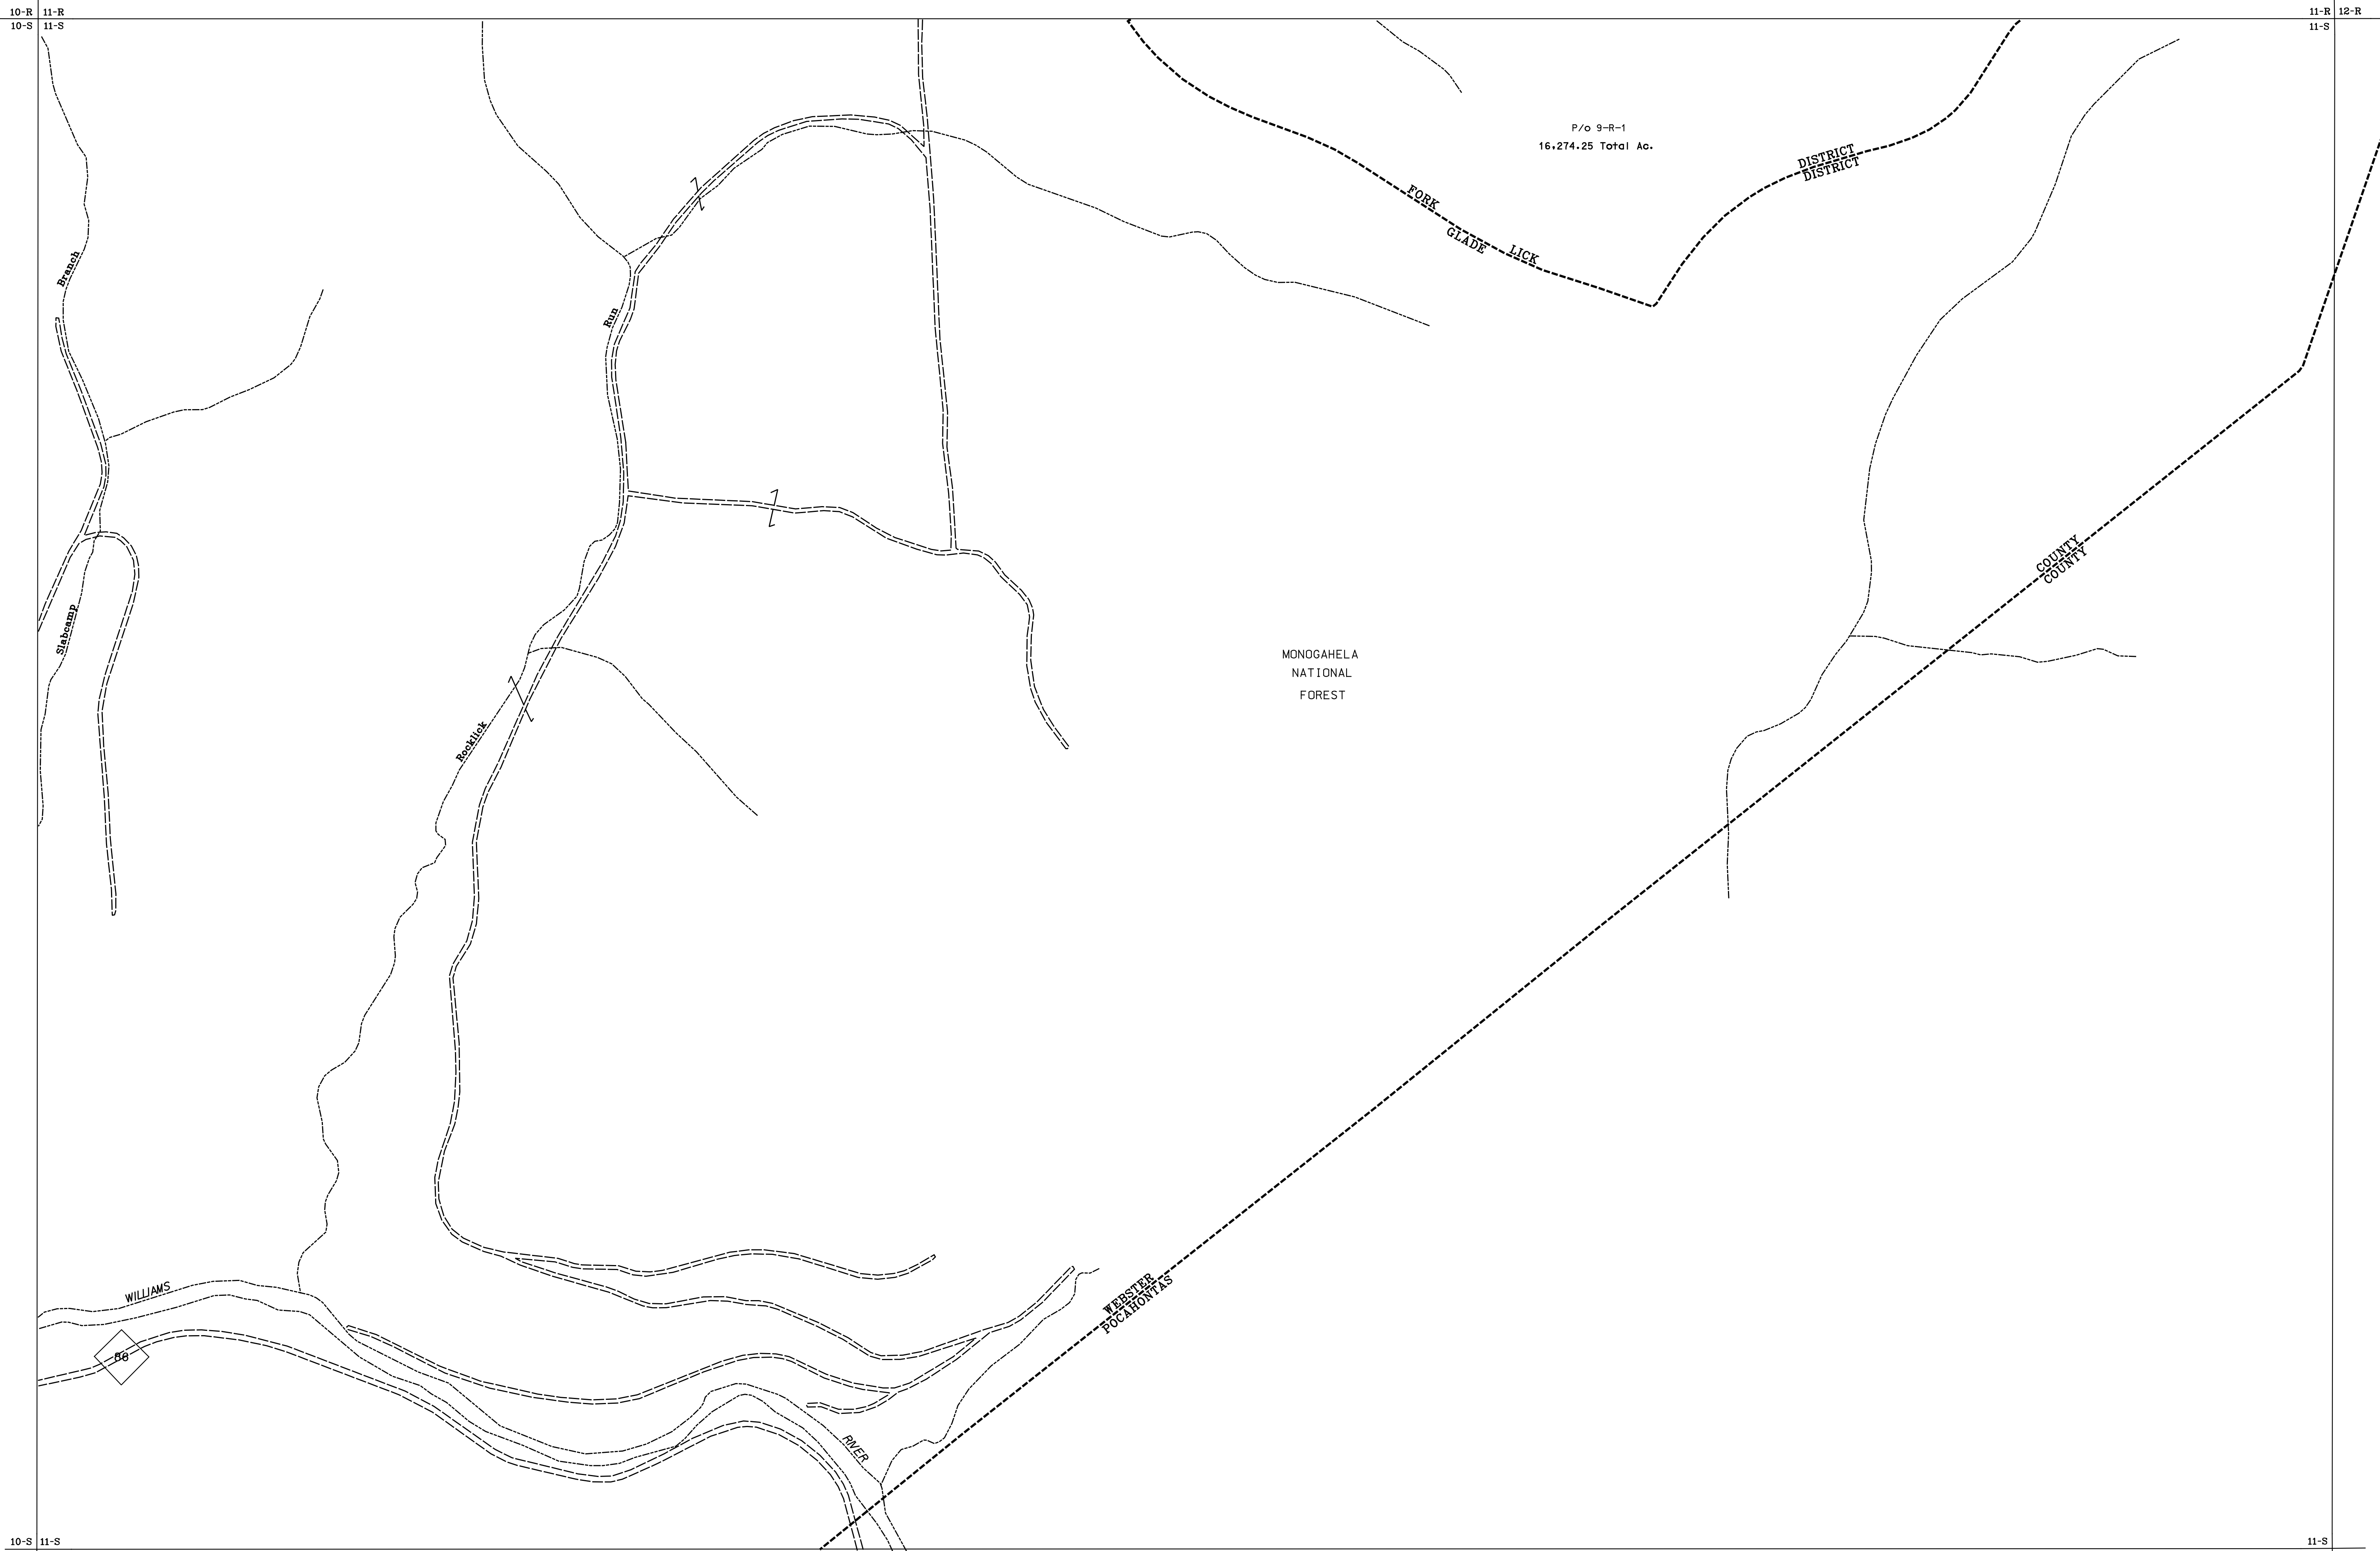 10-R 11-R
10-S 11-S
11-R 12-R
11-S
P/o 9-R-1
16,274.25 Total Ac.
DISTRICT
DISTRICT
FORK
GLADE LICK
Branch
Run
COUNTY
COUNTY
Slabcamp
MONOGAHELA
NATIONAL
FOREST
Rocklick
WEBSTER
POCAHONTAS
WILLIAMS
86
RIVER
10-S 11-S
11-S